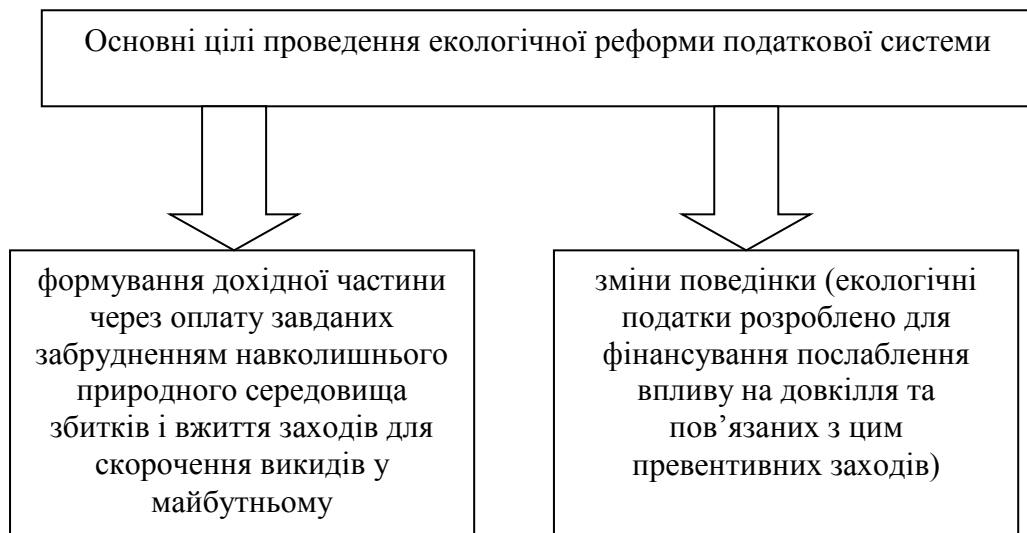 Основні цілі проведення екологічної реформи податкової системи
формування дохідної частини
через оплату завданих
забрудненням навколишнього
природного середовища
збитків і вжиття заходів для
скорочення викидів у
майбутньому
зміни поведінки (екологічні
податки розроблено для
фінансування послаблення
впливу на довкілля та
пов’язаних з цим
превентивних заходів)